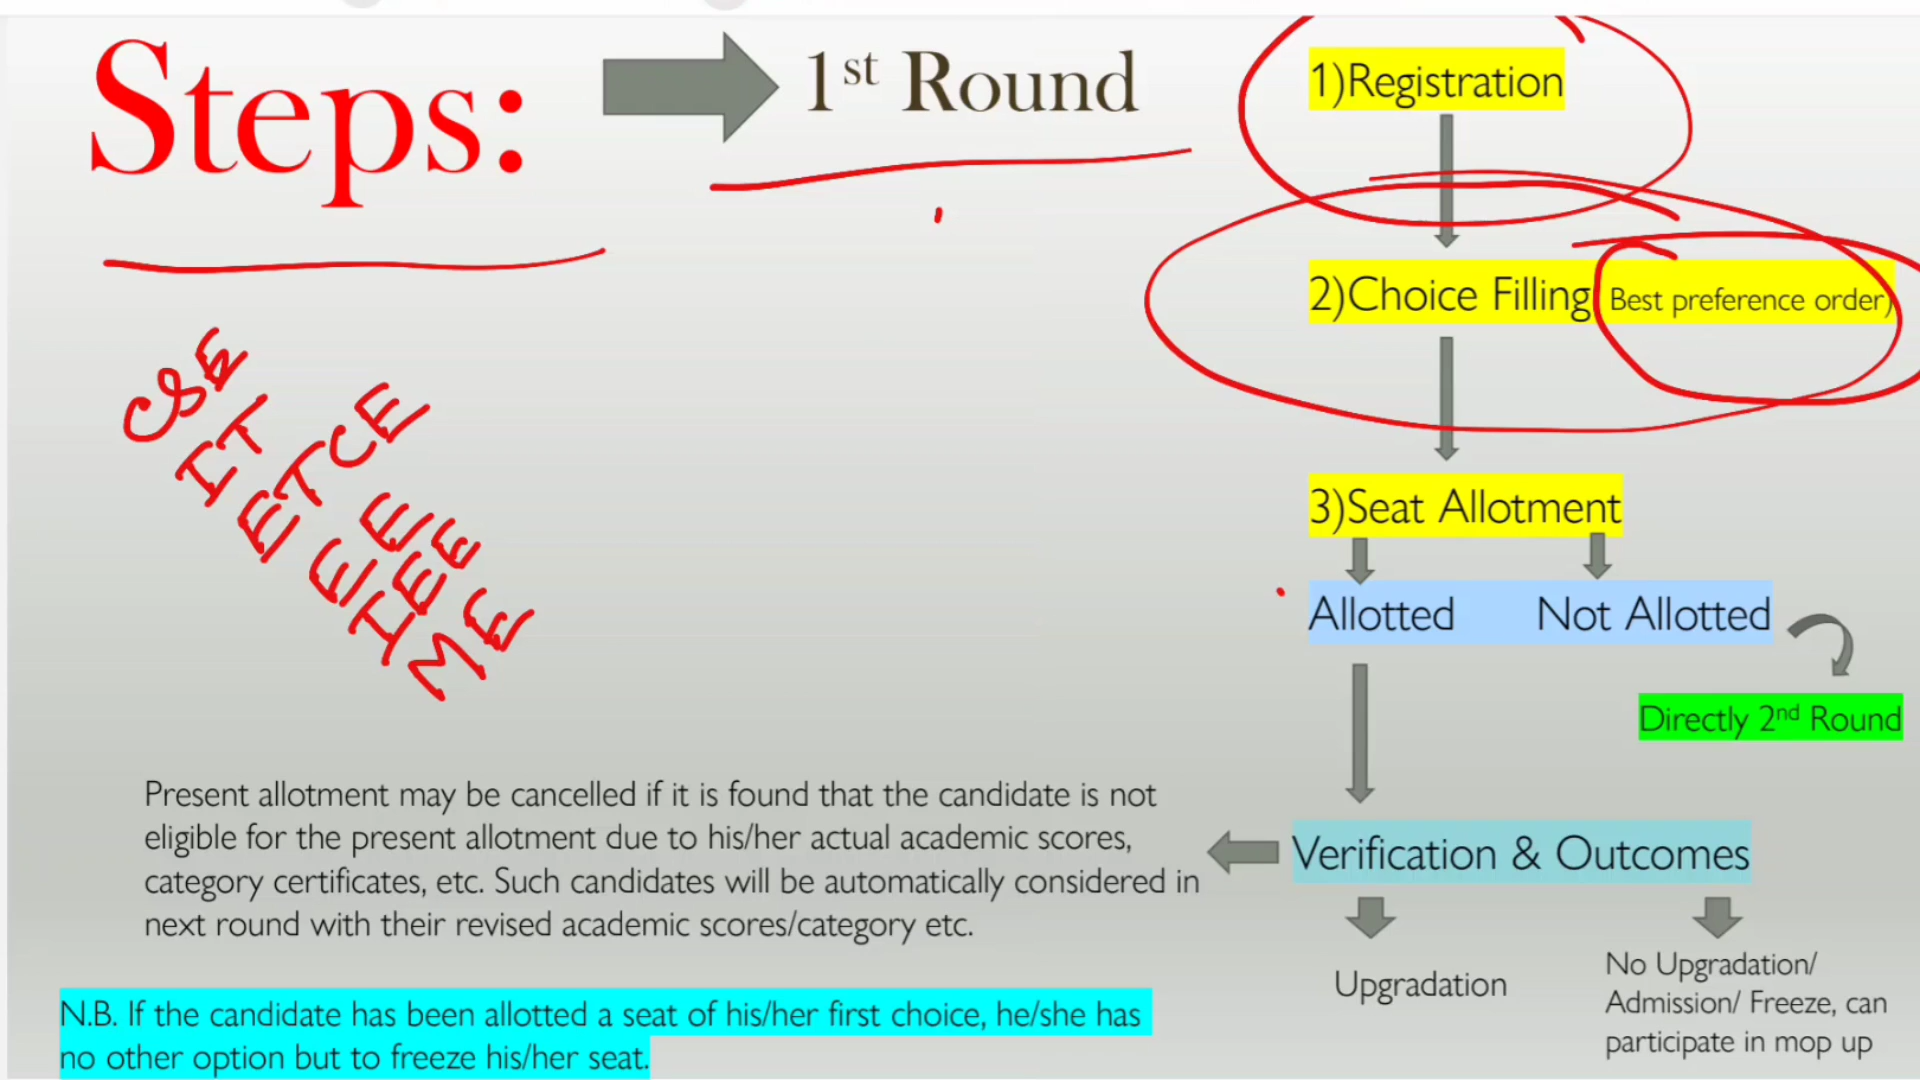 Steps:
1st Round
1)Registration
2)Choice Filling Best preference order)
CSE
IT
ETCE
EEE
IEE
ME
3)Seat Allotment
Allotted Not Allotted
Directly 2nd Round
Present allotment may be cancelled if it is found that the candidate is not
eligible for the present allotment due to his/her actual academic scores,
category certificates, etc. Such candidates will be automatically considered in
next round with their revised academic scores/category etc.
Verification & Outcomes
Upgradation
No Upgradation/
Admission/ Freeze, can
participate in mop up
N.B. If the candidate has been allotted a seat of his/her first choice, he/she has
no other option but to freeze his/her seat.